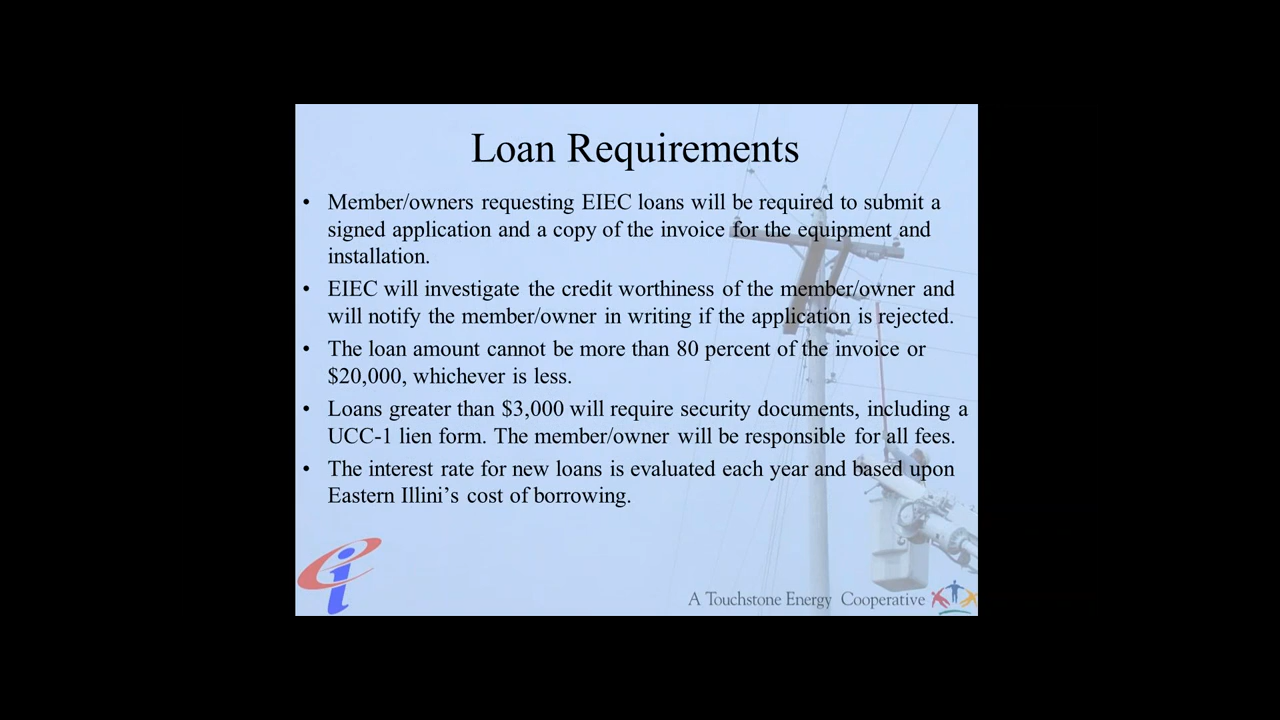 Loan Requirements
• Member/owners requesting EIEC loans will be required to submit a
signed application and a copy of the invoice for the equipment and
installation.
• EIEC will investigate the credit worthiness of the member/owner and
will notify the member/owner in writing if the application is rejected.
• The loan amount cannot be more than 80 percent of the invoice or
$20,000, whichever is less.
• Loans greater than $3,000 will require security documents, including a
UCC-1 lien form. The member/owner will be responsible for all fees.
• The interest rate for new loans is evaluated each year and based upon
Eastern Illini’s cost of borrowing.
ei
A Touchstone Energy Cooperative